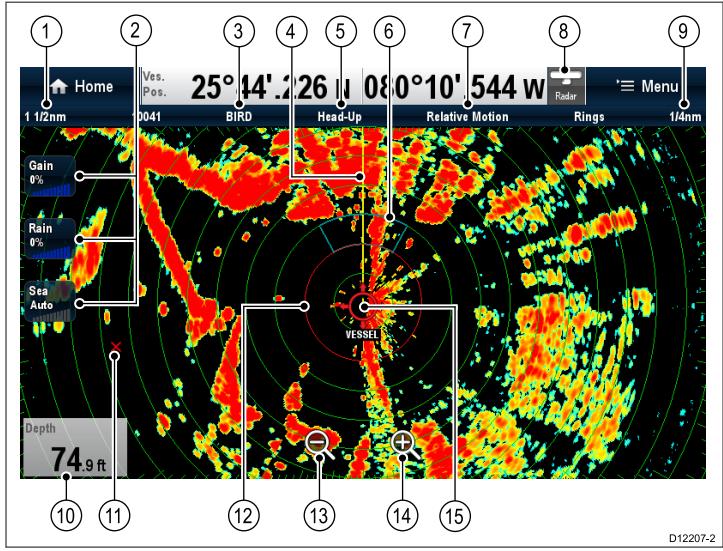 1 2 3 4 5 6 7 8 9
Home
Ves. Pos. 25°44'.226 N 080°10'.544 W
Radar
Menu
1 1/2nm BIRD Head-Up Relative Motion Rings 1/4nm
Gain
0%
Rain
0%
Sea
Auto
VESSEL
Depth
74.9 ft
10 11 12 13 14 15
D12207-2